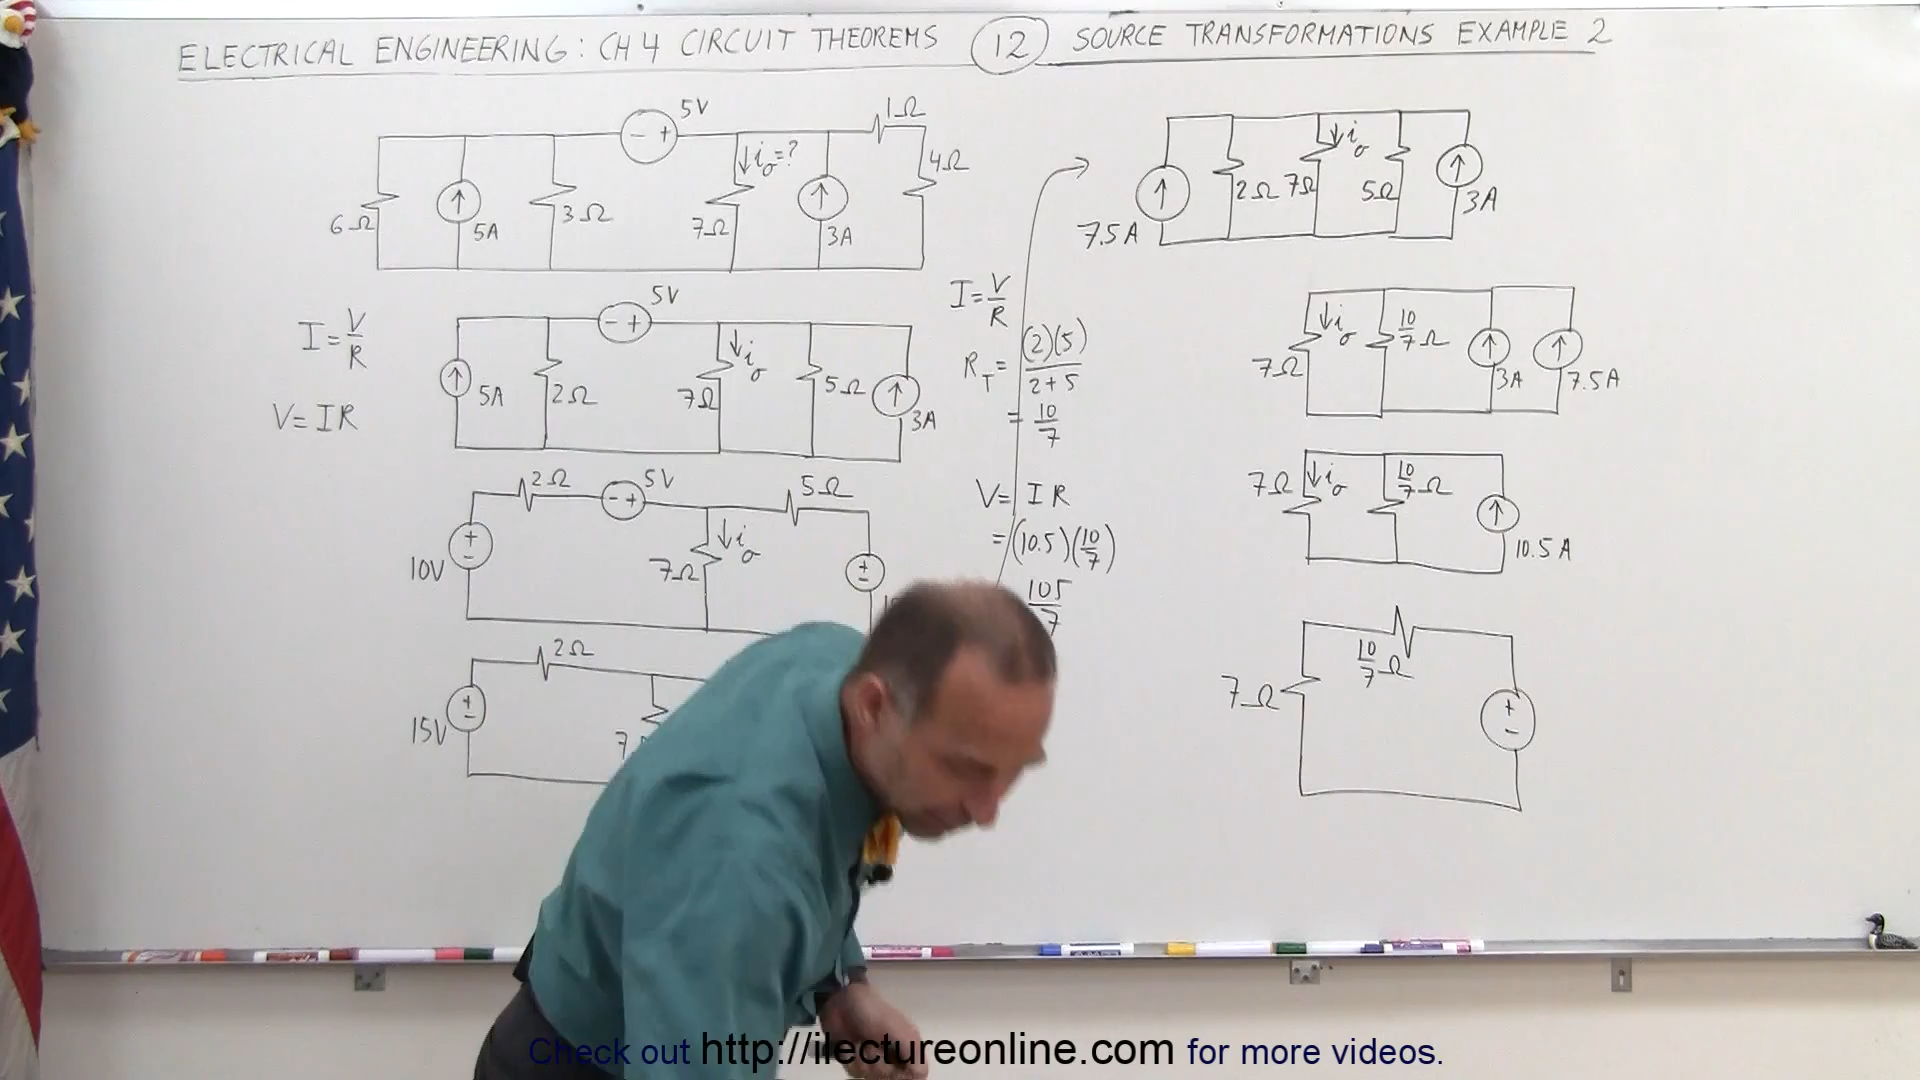 ELECTRICAL ENGINEERING: CH 4 CIRCUIT THEOREMS 12 SOURCE TRANSFORMATIONS EXAMPLE 2
5V
1Ω
i₀=?
4Ω
6Ω
5A
3Ω
7Ω
3A
I = V/R
V = IR
5V
5A
2Ω
7Ω
i₀
5Ω
3A
2Ω
5V
5Ω
10V
7Ω
i₀
2Ω
15V
I = V/R
R_T = (2)(5)/2+5
= 10/7
V = IR
= (10.5)(10/7)
105/7
7.5A
2Ω
7Ω
i₀
5Ω
3A
7Ω
i₀
10/7 Ω
3A
7.5A
7Ω
i₀
10/7 Ω
10.5A
10/7 Ω
7Ω
Check out http://ilectureonline.com for more videos.